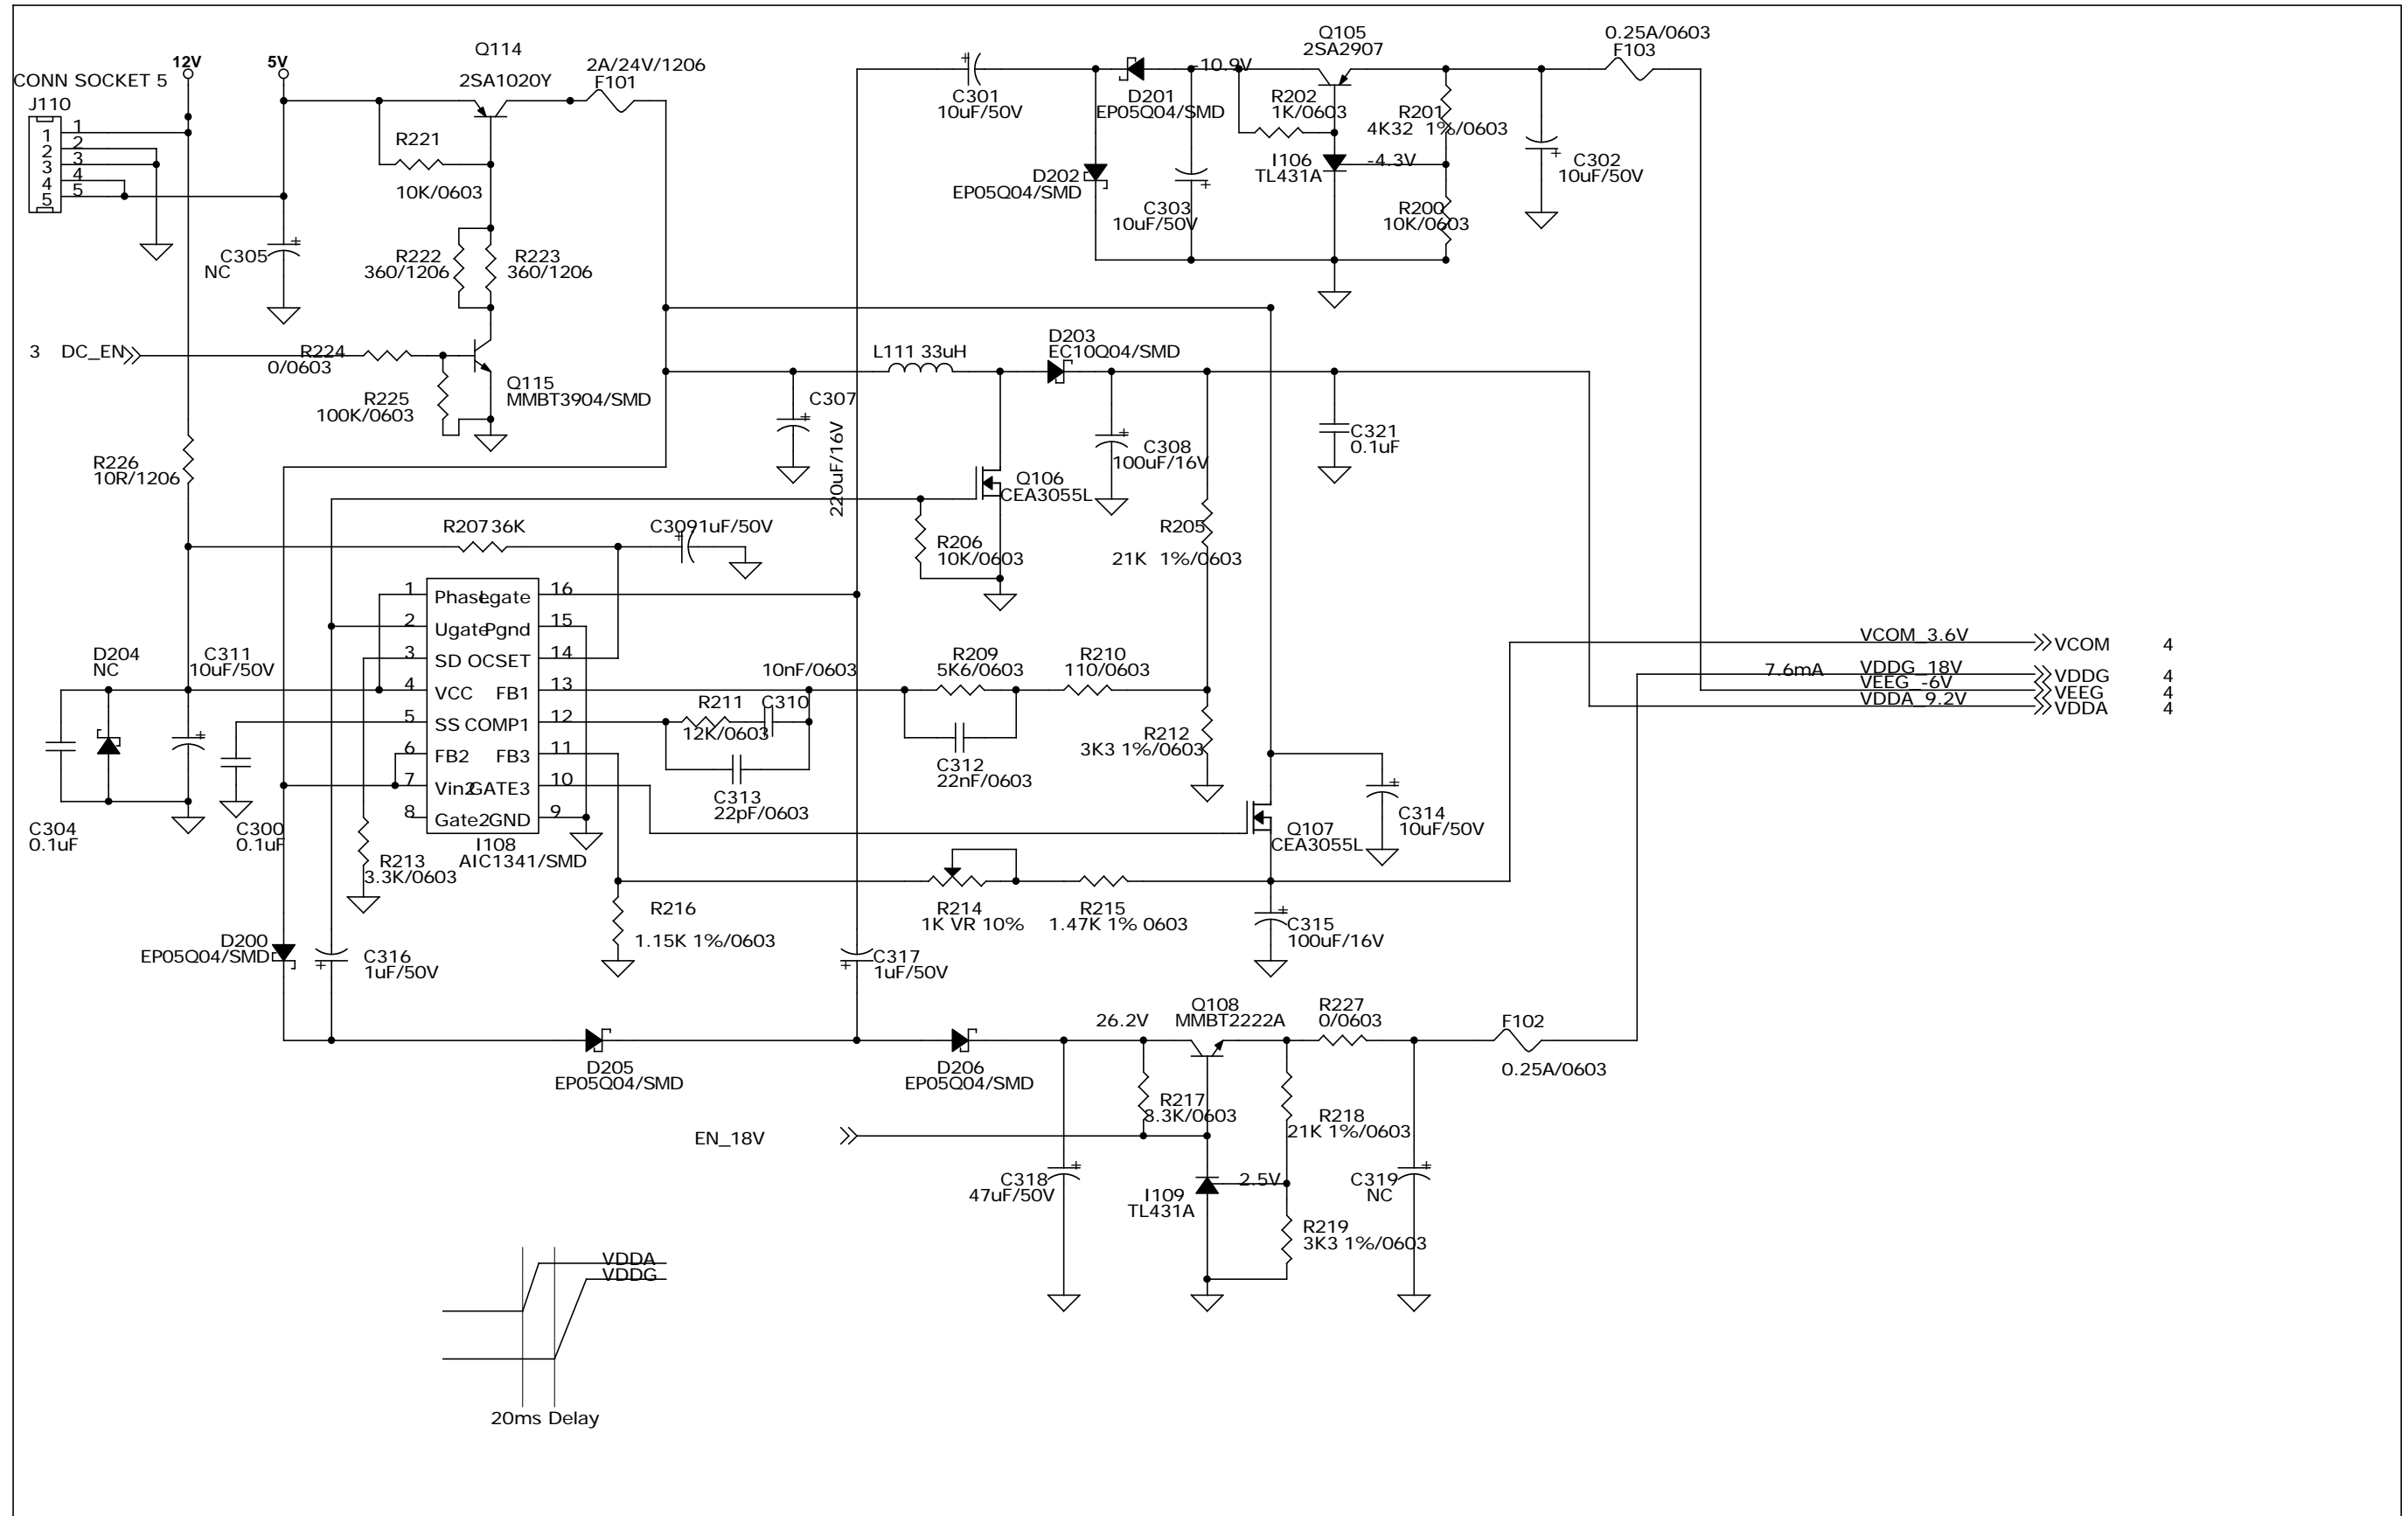 12V
5V
CONN SOCKET 5
J110
1
2
3
4
5
1
2
3
4
5
Q114
2SA1020Y
2A/24V/1206
F101
R221
10K/0603
C305
NC
R222
360/1206
R223
360/1206
3 DC_EN
R224
0/0603
R225
100K/0603
Q115
MMBT3904/SMD
R226
10R/1206
C301
10uF/50V
D201
EP05Q04/SMD
-10.9V
Q105
2SA2907
0.25A/0603
F103
R202
1K/0603
R201
4K32 1%/0603
D202
EP05Q04/SMD
C303
10uF/50V
I106
TL431A
-4.3V
R200
10K/0603
C302
10uF/50V
L111 33uH
D203
EC10Q04/SMD
C307
220uF/16V
C308
100uF/16V
C321
0.1uF
Q106
CEA3055L
R206
10K/0603
R205
21K 1%/0603
R207 36K
C309 1uF/50V
1 Phase Lgate 16
2 Ugate Pgnd 15
3 SD OCSET 14
4 VCC FB1 13
5 SS COMP1 12
6 FB2 FB3 11
7 Vin2 GATE3 10
8 Gate2 GND 9
I108
AIC1341/SMD
D204
NC
C311
10uF/50V
C304
0.1uF
C300
0.1uF
R213
3.3K/0603
10nF/0603
R211
12K/0603
C310
C313
22pF/0603
R209
5K6/0603
R210
110/0603
C312
22nF/0603
R212
3K3 1%/0603
VCOM_3.6V VCOM 4
7.6mA VDDG_18V VDDG 4
VEEG_-6V VEEG 4
VDDA_9.2V VDDA 4
C314
10uF/50V
Q107
CEA3055L
R216
1.15K 1%/0603
R214
1K VR 10%
R215
1.47K 1% 0603
C315
100uF/16V
D200
EP05Q04/SMD
C316
1uF/50V
C317
1uF/50V
D205
EP05Q04/SMD
D206
EP05Q04/SMD
26.2V
Q108
MMBT2222A
R227
0/0603
F102
0.25A/0603
R217
3.3K/0603
R218
21K 1%/0603
EN_18V
C318
47uF/50V
I109
TL431A
2.5V
C319
NC
R219
3K3 1%/0603
VDDA
VDDG
20ms Delay